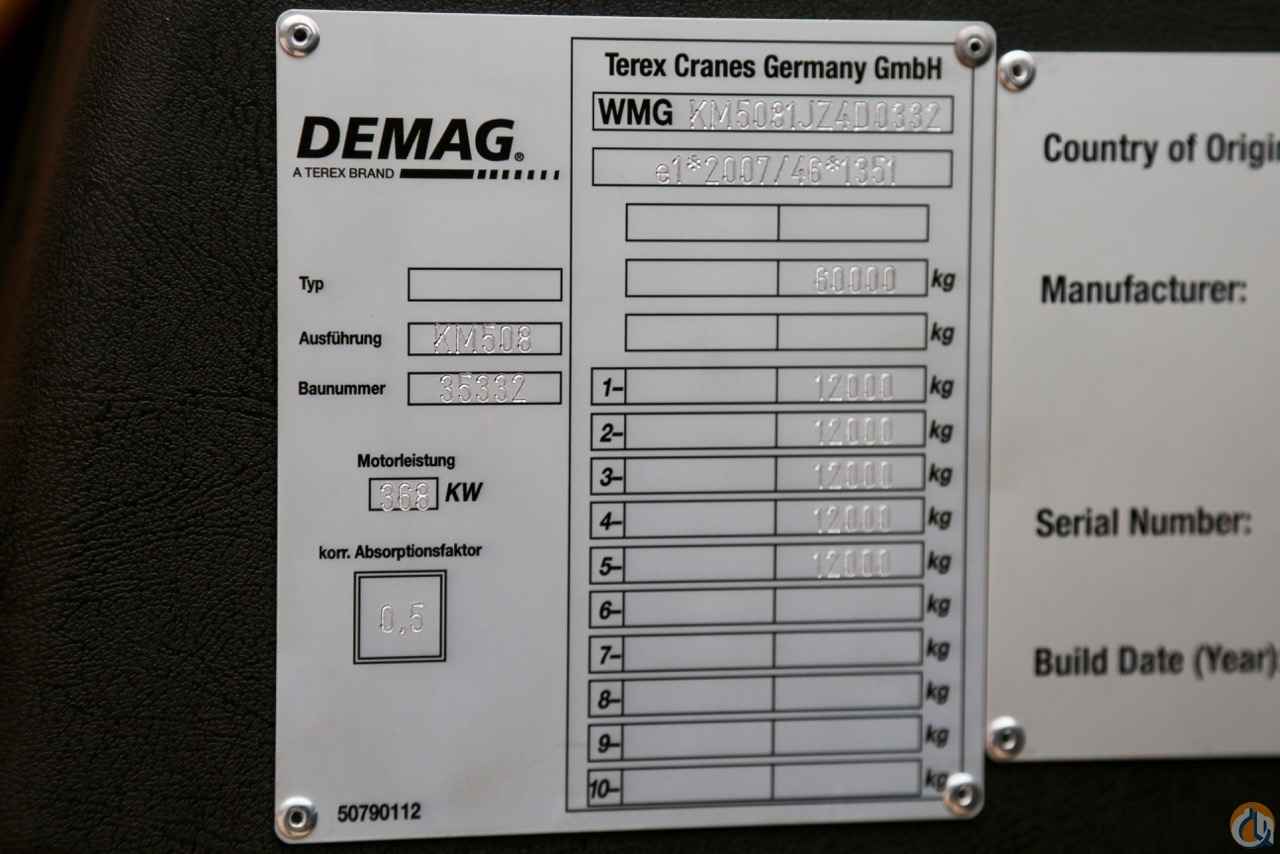 DEMAG®
A TEREX BRAND
Typ
Ausführung KM508
Baunummer 35332
Motorleistung
368 KW
korr. Absorptionsfaktor
0,5
50790112
Terex Cranes Germany GmbH
WMG KM5081JZ4D0332
e1*2007/46*1351
60000 kg
kg
1- 12000 kg
2- 12000 kg
3- 12000 kg
4- 12000 kg
5- 12000 kg
6- kg
7- kg
8- kg
9- kg
10- kg
Country of Origi
Manufacturer:
Serial Number:
Build Date (Year)